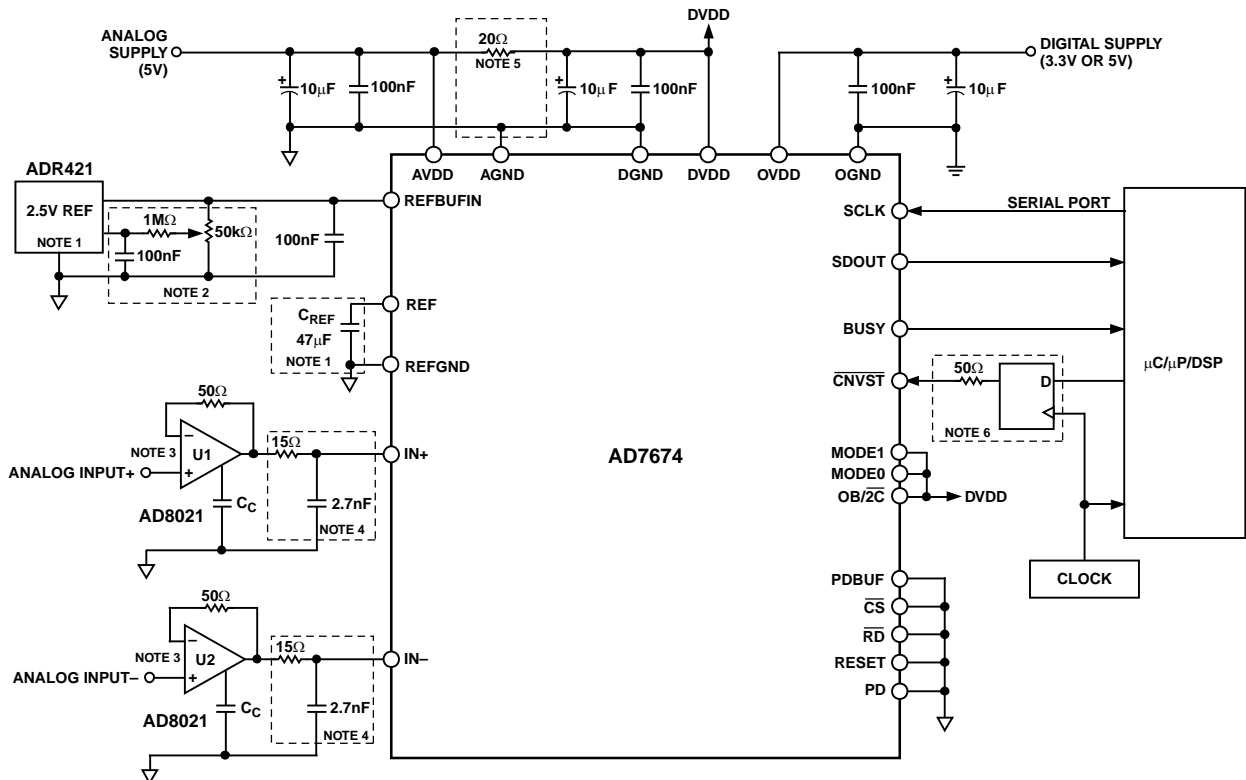 ANALOG
SUPPLY
(5V)
20Ω
NOTE 5
DVDD
DIGITAL SUPPLY
(3.3V OR 5V)
+
10μF
100nF
+
10μF
100nF
100nF
+
10μF
AVDD
AGND
DGND
DVDD
OVDD
OGND
ADR421
2.5V REF
NOTE 1
1MΩ
50kΩ
100nF
NOTE 2
100nF
REFBUFIN
REF
CREF
47μF
NOTE 1
REFGND
50Ω
−
NOTE 3
U1
+
ANALOG INPUT+
CC
AD8021
15Ω
2.7nF
NOTE 4
IN+
50Ω
−
NOTE 3
U2
+
ANALOG INPUT−
CC
AD8021
15Ω
2.7nF
NOTE 4
IN−
AD7674
SCLK
SERIAL PORT
SDOUT
BUSY
CNVST
50Ω
D
NOTE 6
μC/μP/DSP
MODE1
MODE0
OB/2C
DVDD
CLOCK
PDBUF
CS
RD
RESET
PD